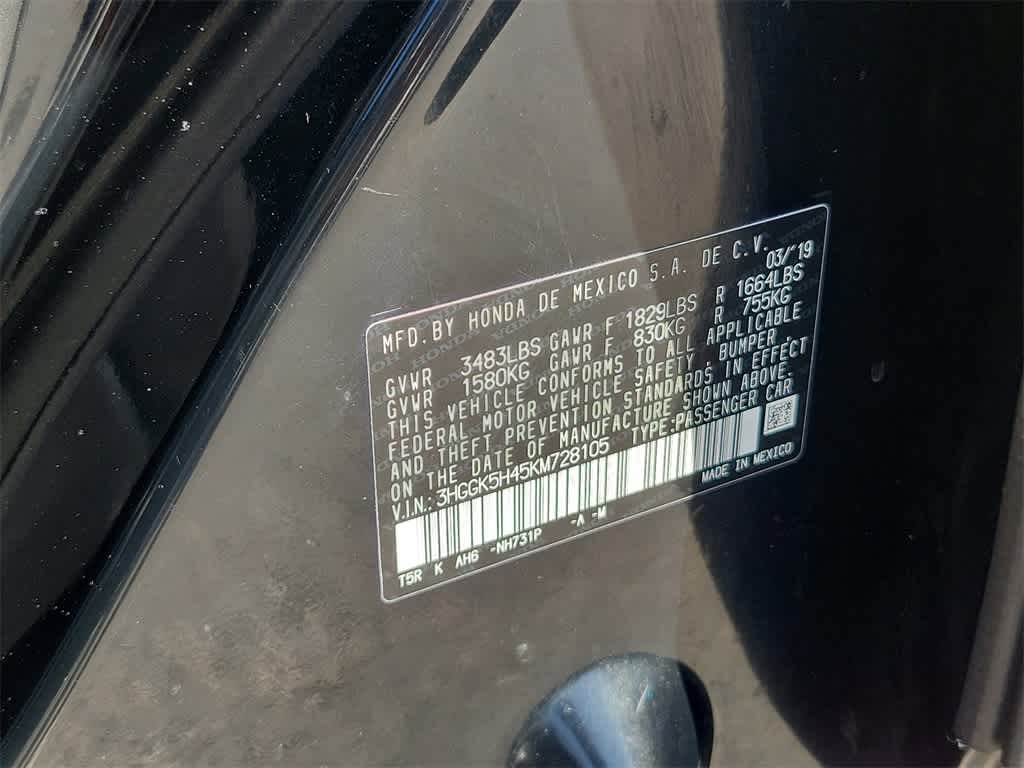 MFD. BY HONDA DE MEXICO S.A. DE C.V.
03/19
GVWR 3483LBS GAWR F 1829LBS R 1664LBS
GVWR 1580KG GAWR F 830KG R 755KG
THIS VEHICLE CONFORMS TO ALL APPLICABLE
FEDERAL MOTOR VEHICLE SAFETY, BUMPER,
AND THEFT PREVENTION STANDARDS IN EFFECT
ON THE DATE OF MANUFACTURE SHOWN ABOVE.
V.I.N.: 3HGGK5H45KM728105 TYPE:PASSENGER CAR
MADE IN MEXICO
T5R K AH6 -NH731P -A -M